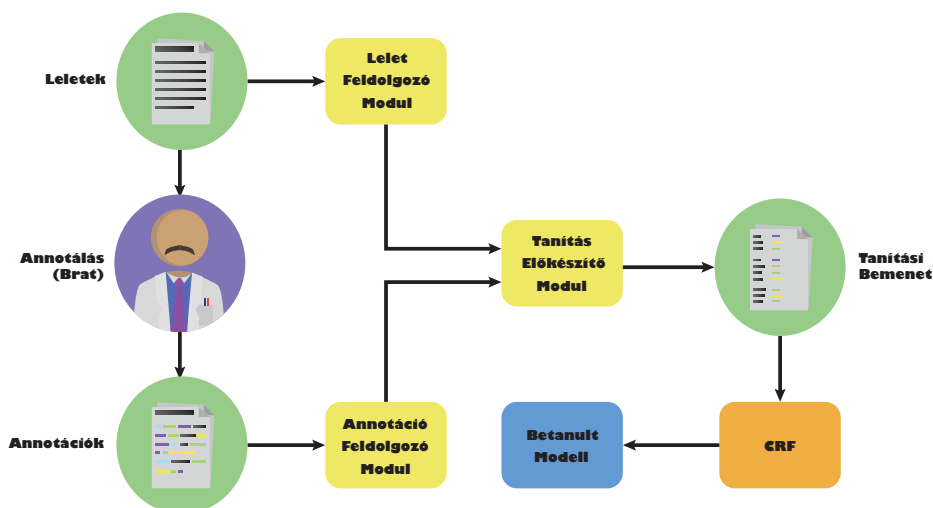 Leletek
Lelet
Feldolgozó
Modul
Annotálás
(Brat)
Tanítás
Előkészítő
Modul
Tanítási
Bemenet
Annotációk
Annotáció
Feldolgozó
Modul
Betanult
Modell
CRF